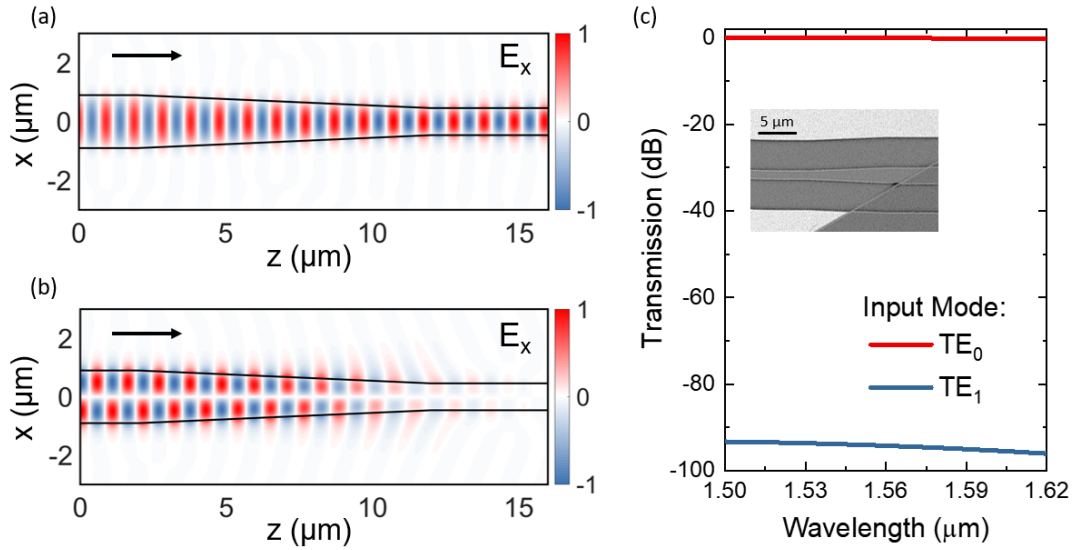 (a)
E_x
1
0
-1
2
0
-2
x (μm)
0
5
10
15
z (μm)
(b)
E_x
1
0
-1
2
0
-2
x (μm)
0
5
10
15
z (μm)
(c)
0
-20
-40
-60
-80
-100
Transmission (dB)
5 μm
Input Mode:
TE₀
TE₁
1.50
1.53
1.56
1.59
1.62
Wavelength (μm)